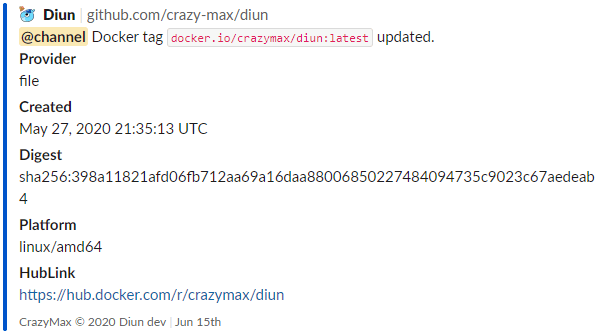 Diun | github.com/crazy-max/diun
@channel Docker tag docker.io/crazymax/diun:latest updated.
Provider
file
Created
May 27, 2020 21:35:13 UTC
Digest
sha256:398a11821afd06fb712aa69a16daa88006850227484094735c9023c67aedeab
4
Platform
linux/amd64
HubLink
https://hub.docker.com/r/crazymax/diun
CrazyMax © 2020 Diun dev | Jun 15th